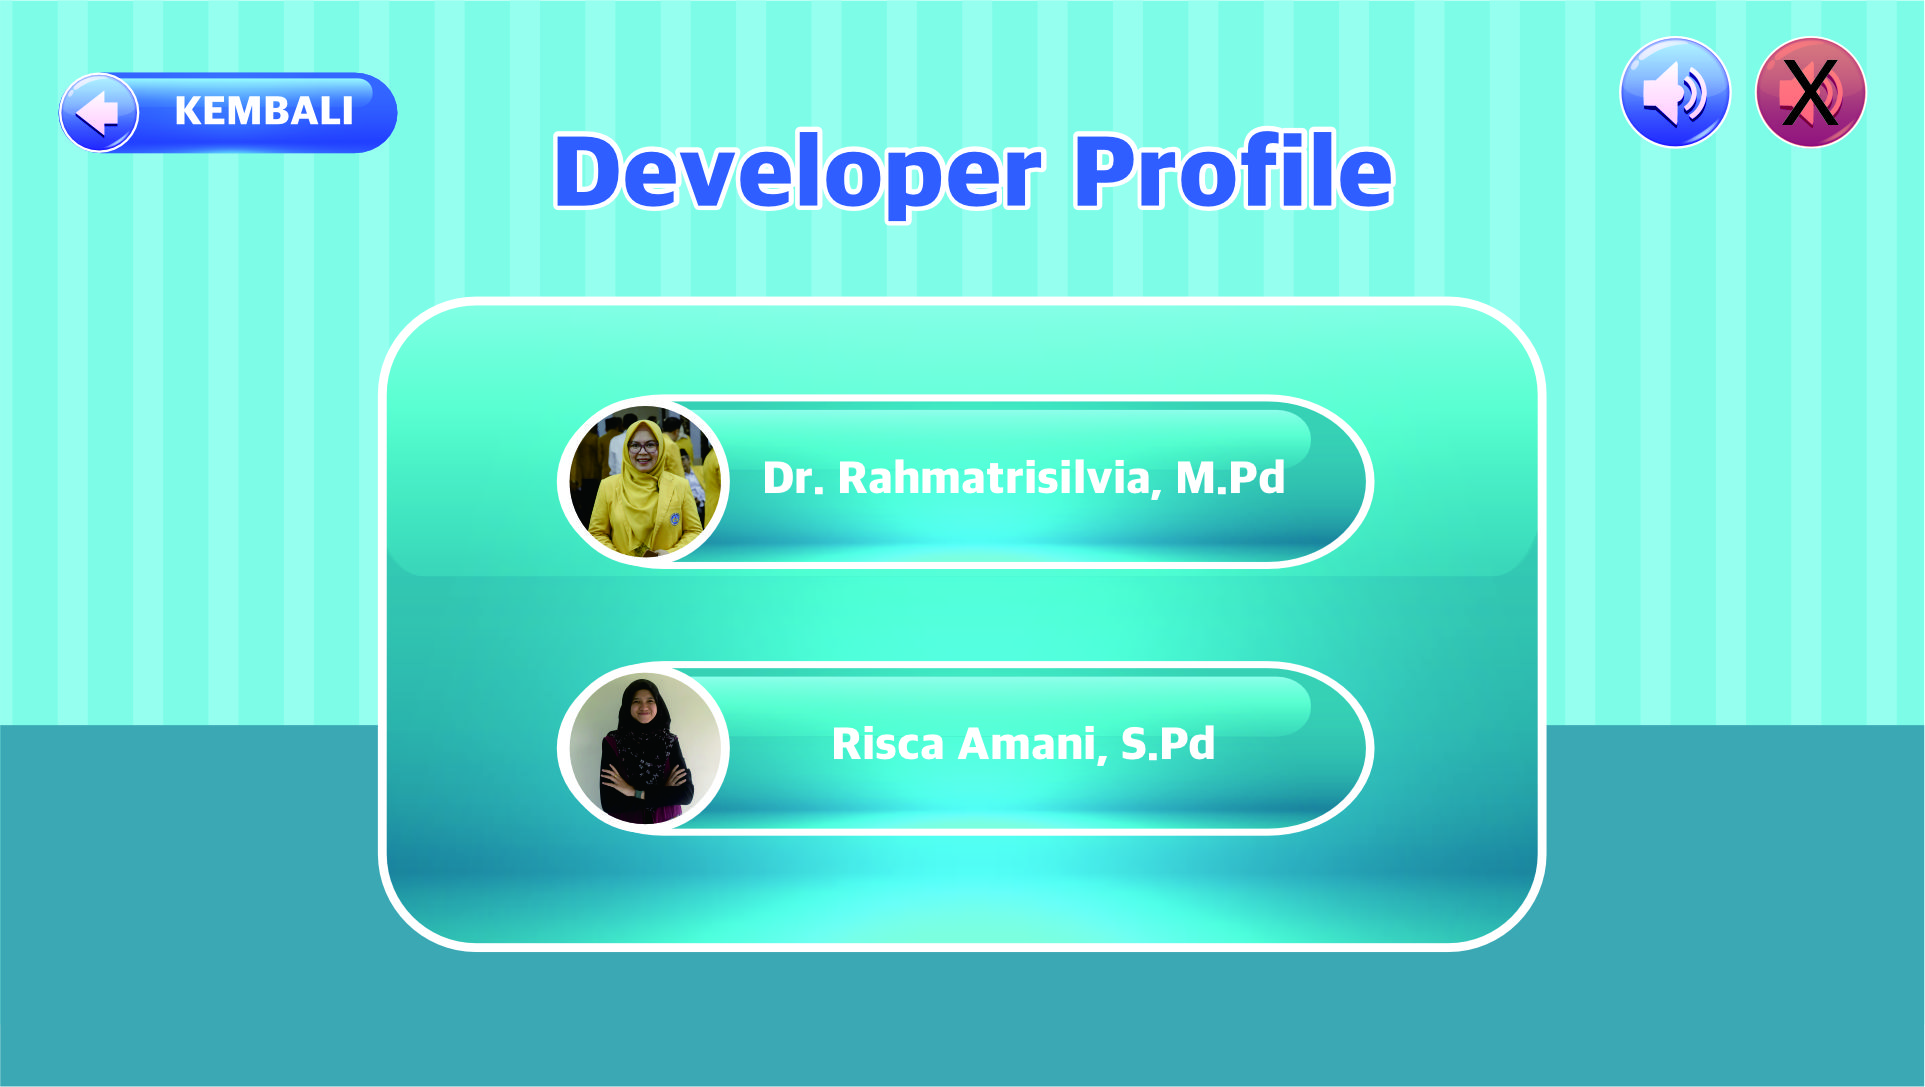 KEMBALI
X
Developer Profile
Dr. Rahmatrisilvia, M.Pd
Risca Amani, S.Pd